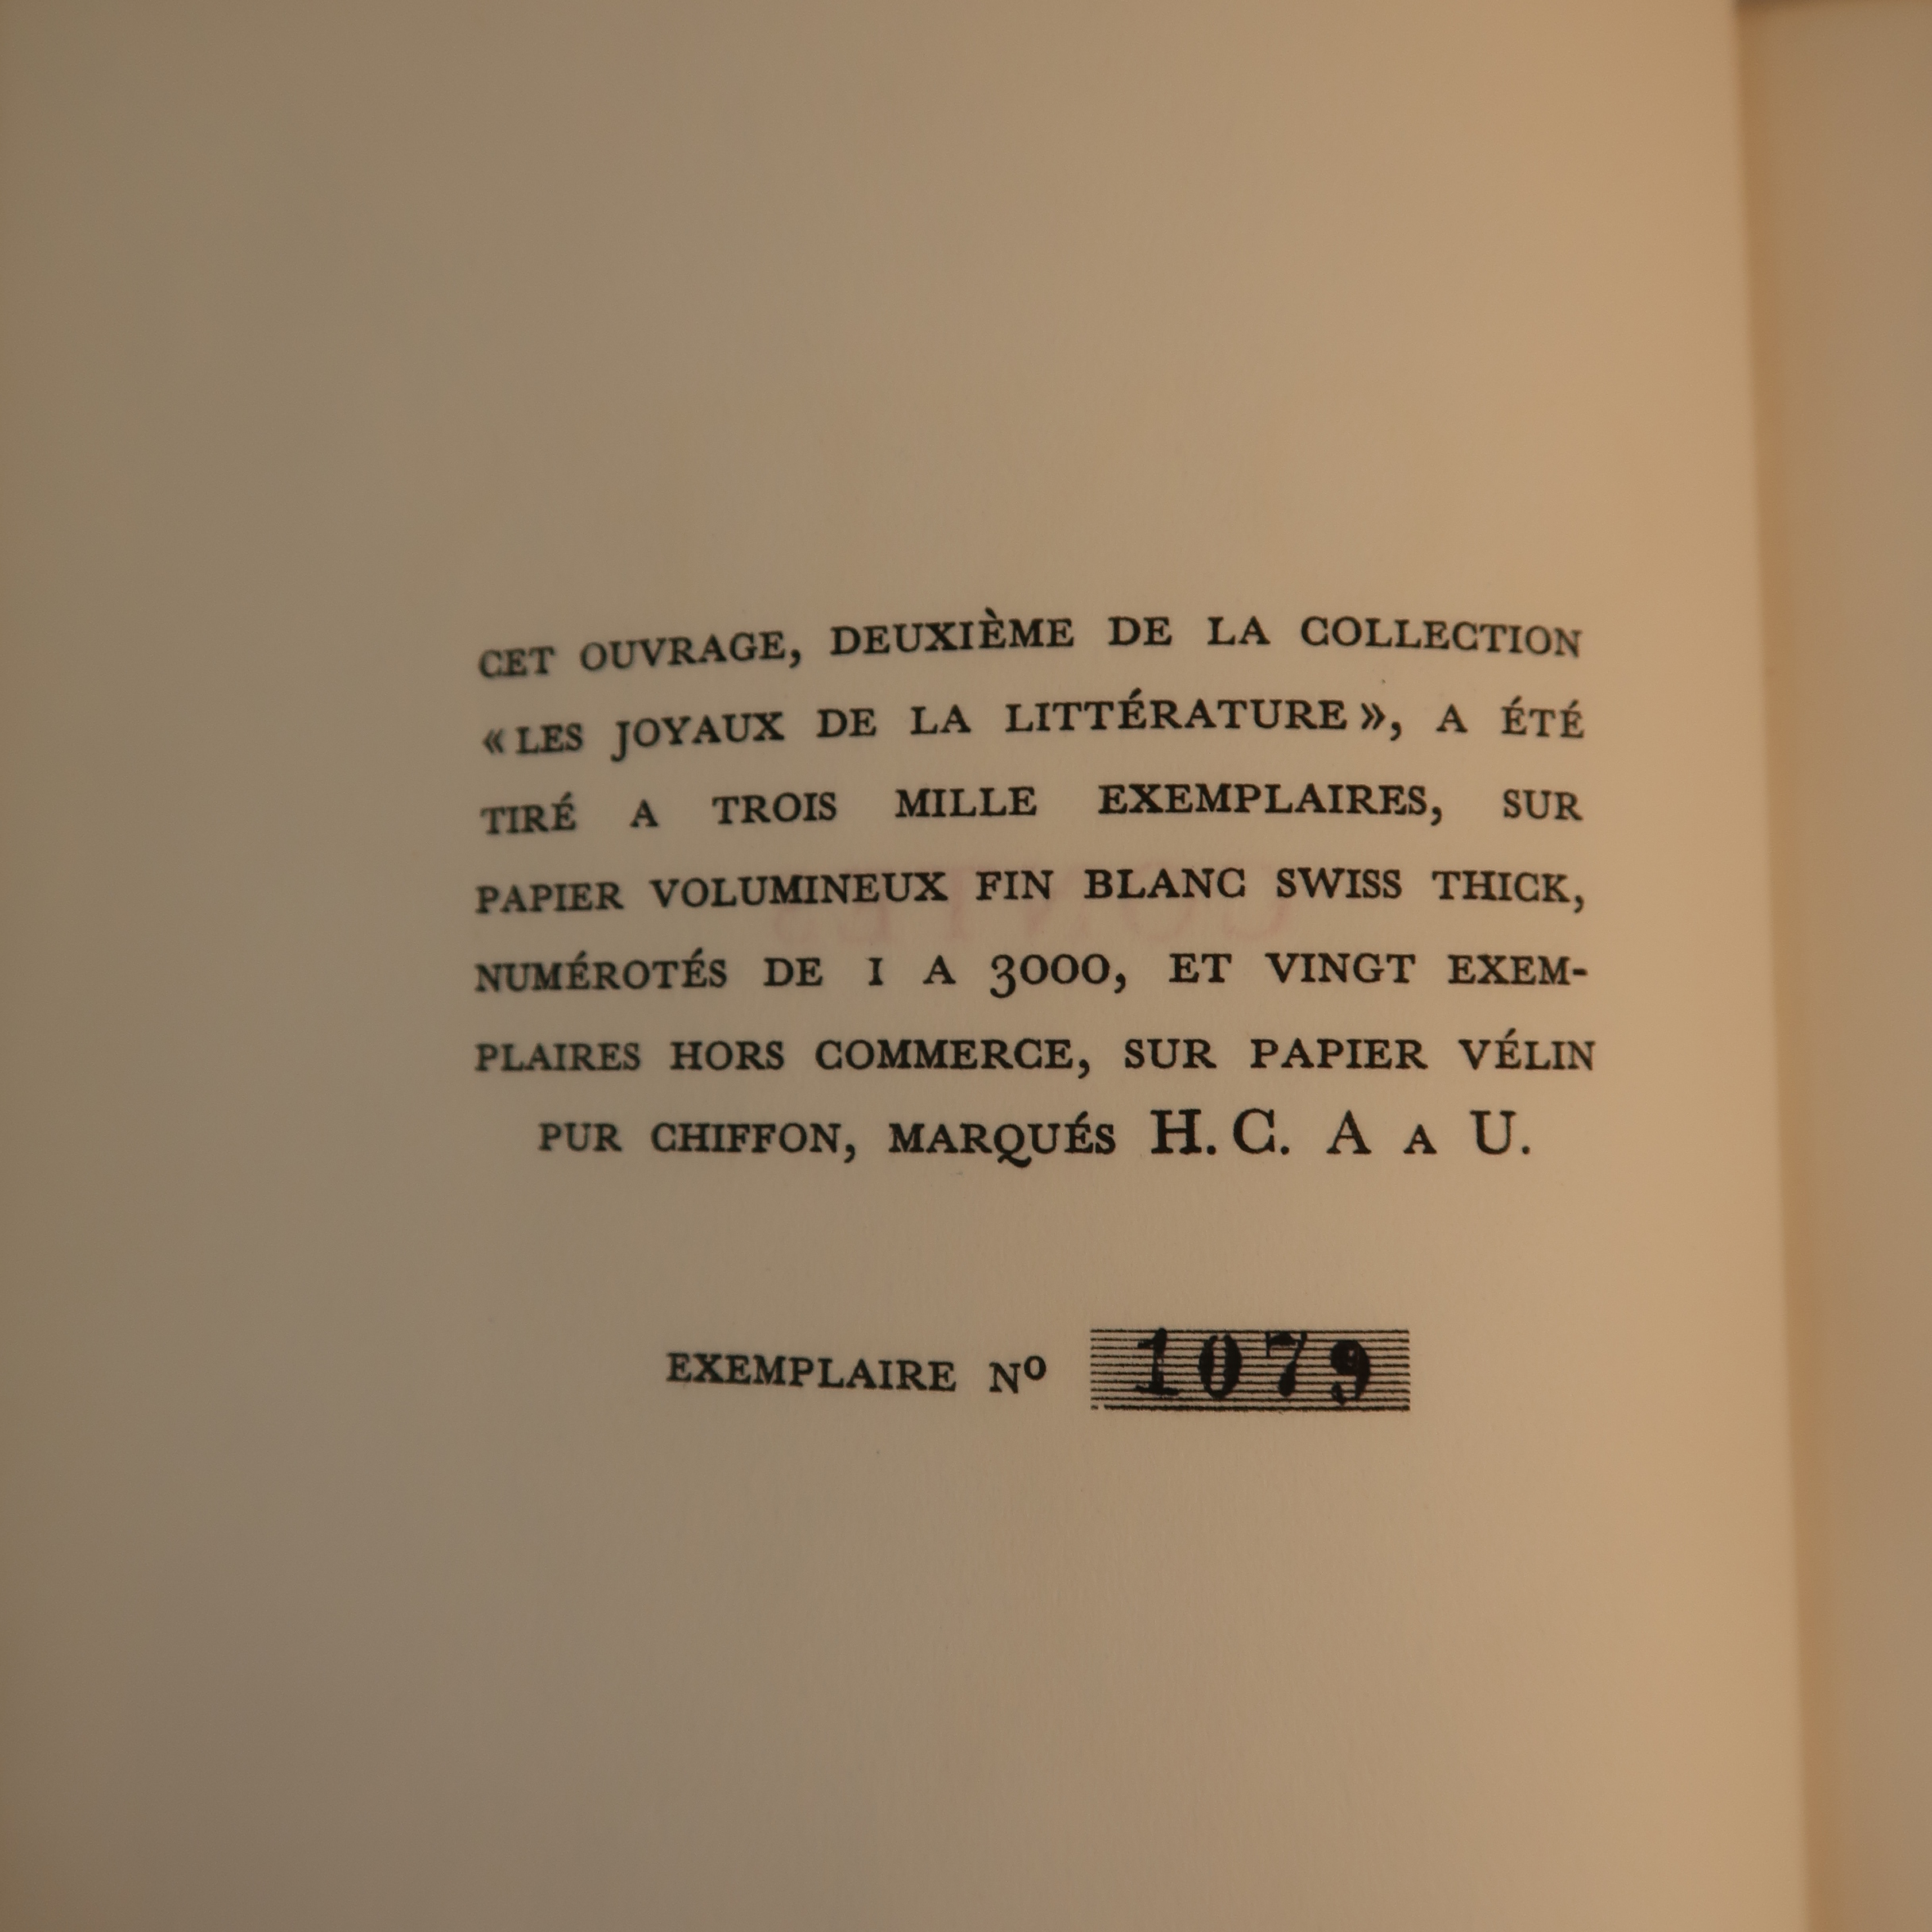 CET OUVRAGE, DEUXIÈME DE LA COLLECTION
« LES JOYAUX DE LA LITTÉRATURE », A ÉTÉ
TIRÉ A TROIS MILLE EXEMPLAIRES, SUR
PAPIER VOLUMINEUX FIN BLANC SWISS THICK,
NUMÉROTÉS DE 1 A 3000, ET VINGT EXEM-
PLAIRES HORS COMMERCE, SUR PAPIER VÉLIN
PUR CHIFFON, MARQUÉS H. C. A A U.
EXEMPLAIRE Nº 1079
CONTES